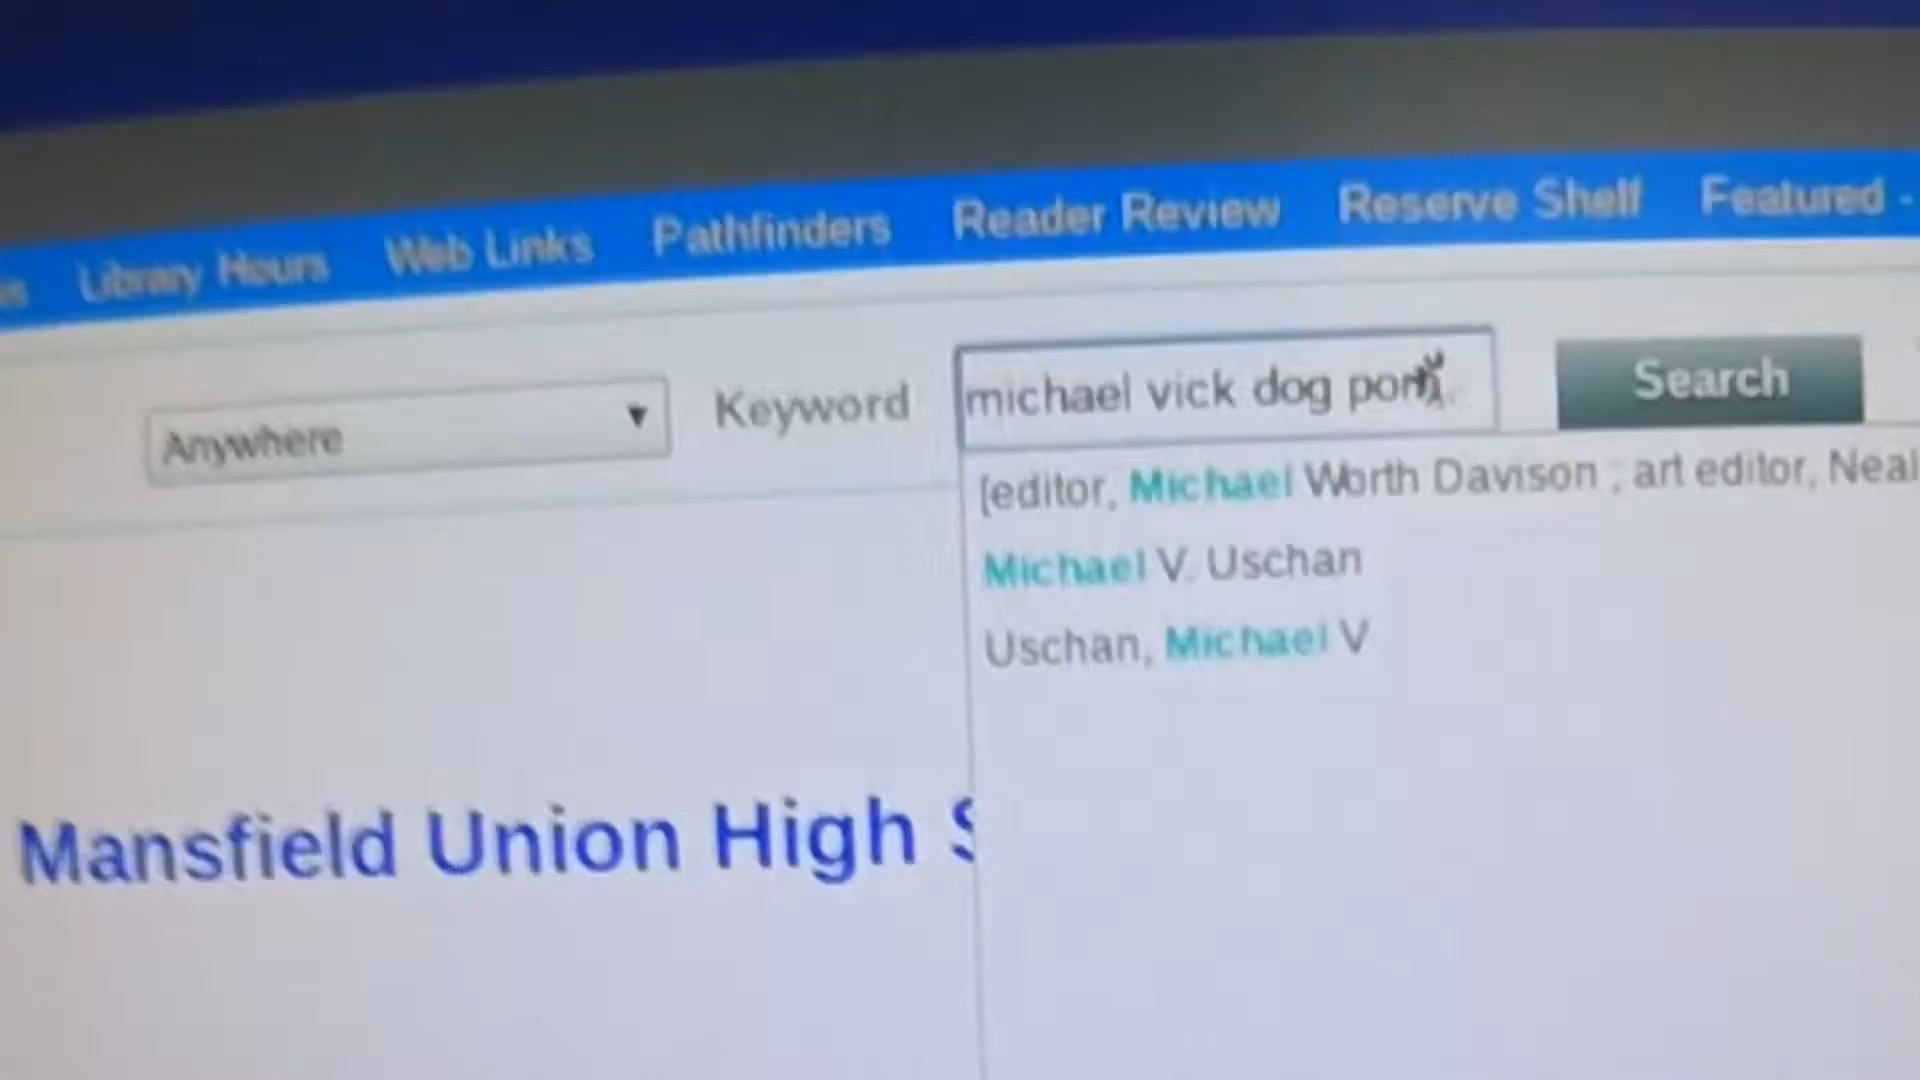 Library Hours Web Links Pathfinders Reader Review Reserve Shelf Featured -
Anywhere Keyword michael vick dog porn Search
[editor, Michael Worth Davison ; art editor, Neal
Michael V. Uschan
Uschan, Michael V
Mansfield Union High S